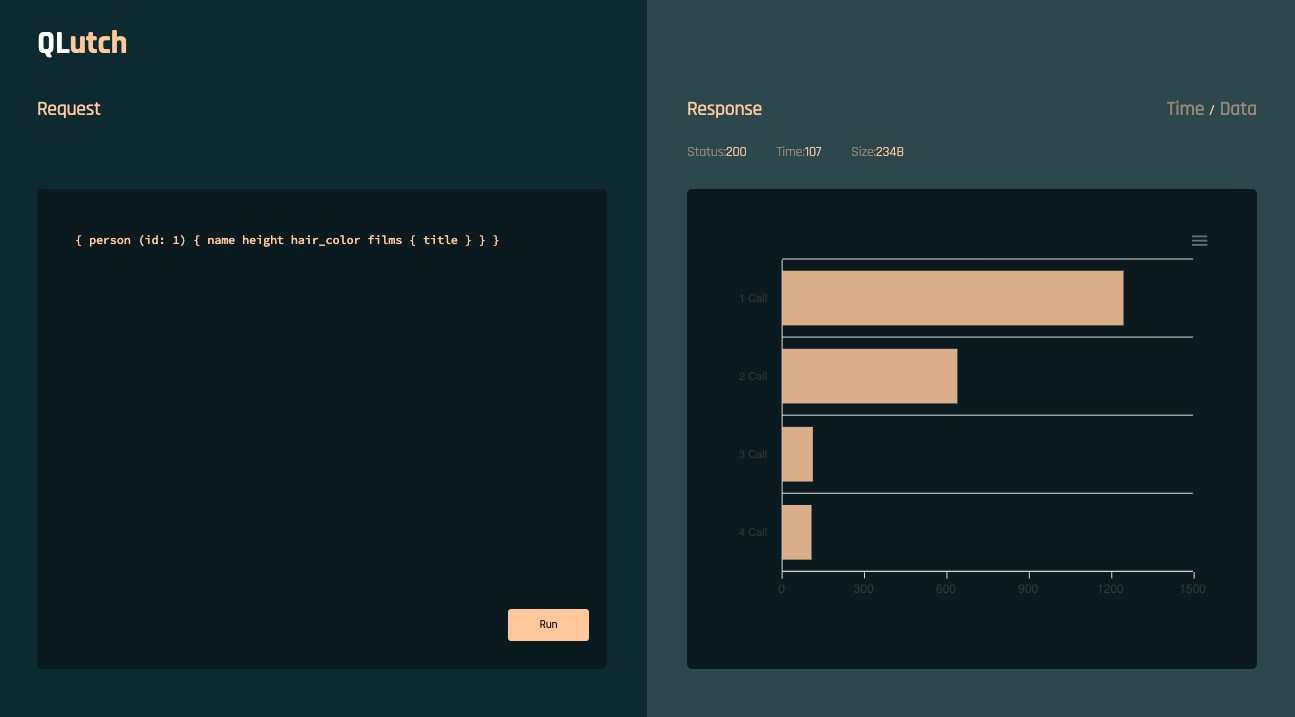 QLutch
Request
{ person (id: 1) { name height hair_color films { title } } }
Run
Response
Time / Data
Status:200 Time:107 Size:234B
1 Call
2 Call
3 Call
4 Call
0 300 600 900 1200 1500